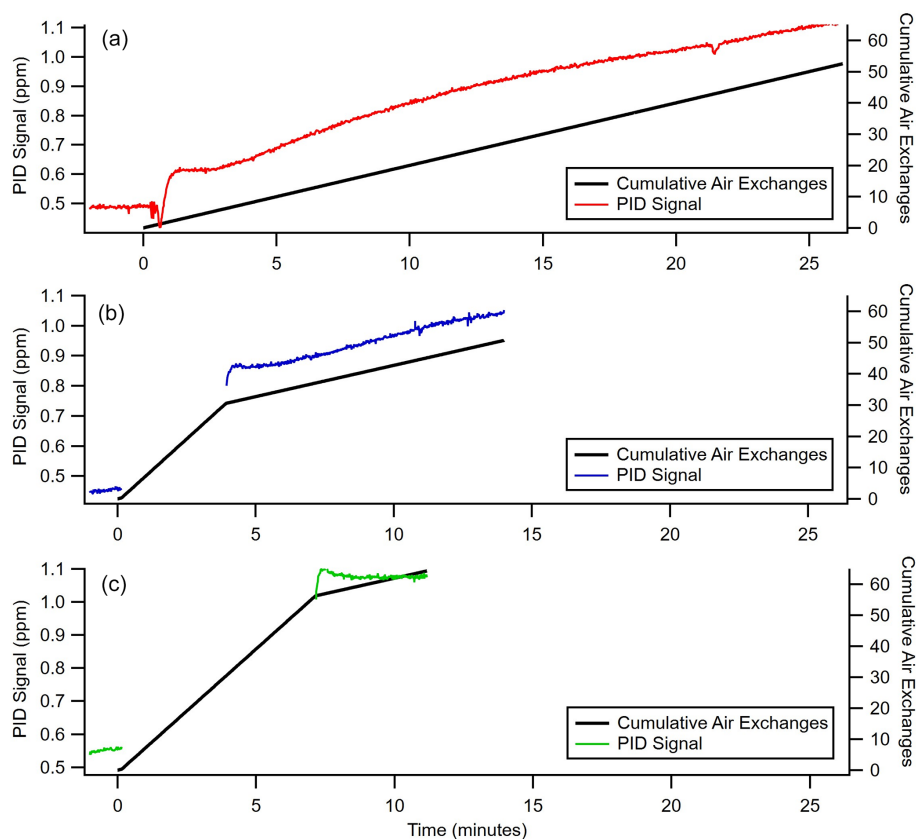 (a)
PID Signal (ppm)
1.1
1.0
0.9
0.8
0.7
0.6
0.5
Cumulative Air Exchanges
60
50
40
30
20
10
0
Cumulative Air Exchanges
PID Signal
0 5 10 15 20 25
(b)
PID Signal (ppm)
1.1
1.0
0.9
0.8
0.7
0.6
0.5
Cumulative Air Exchanges
60
50
40
30
20
10
0
Cumulative Air Exchanges
PID Signal
0 5 10 15 20 25
(c)
PID Signal (ppm)
1.1
1.0
0.9
0.8
0.7
0.6
0.5
Cumulative Air Exchanges
60
50
40
30
20
10
0
Cumulative Air Exchanges
PID Signal
0 5 10 15 20 25
Time (minutes)